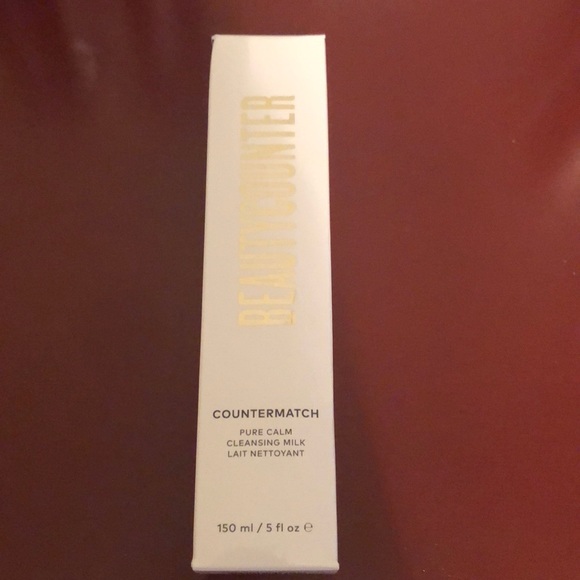 BEAUTYCOUNTER
COUNTERMATCH
PURE CALM
CLEANSING MILK
LAIT NETTOYANT
150 ml / 5 fl oz ℮